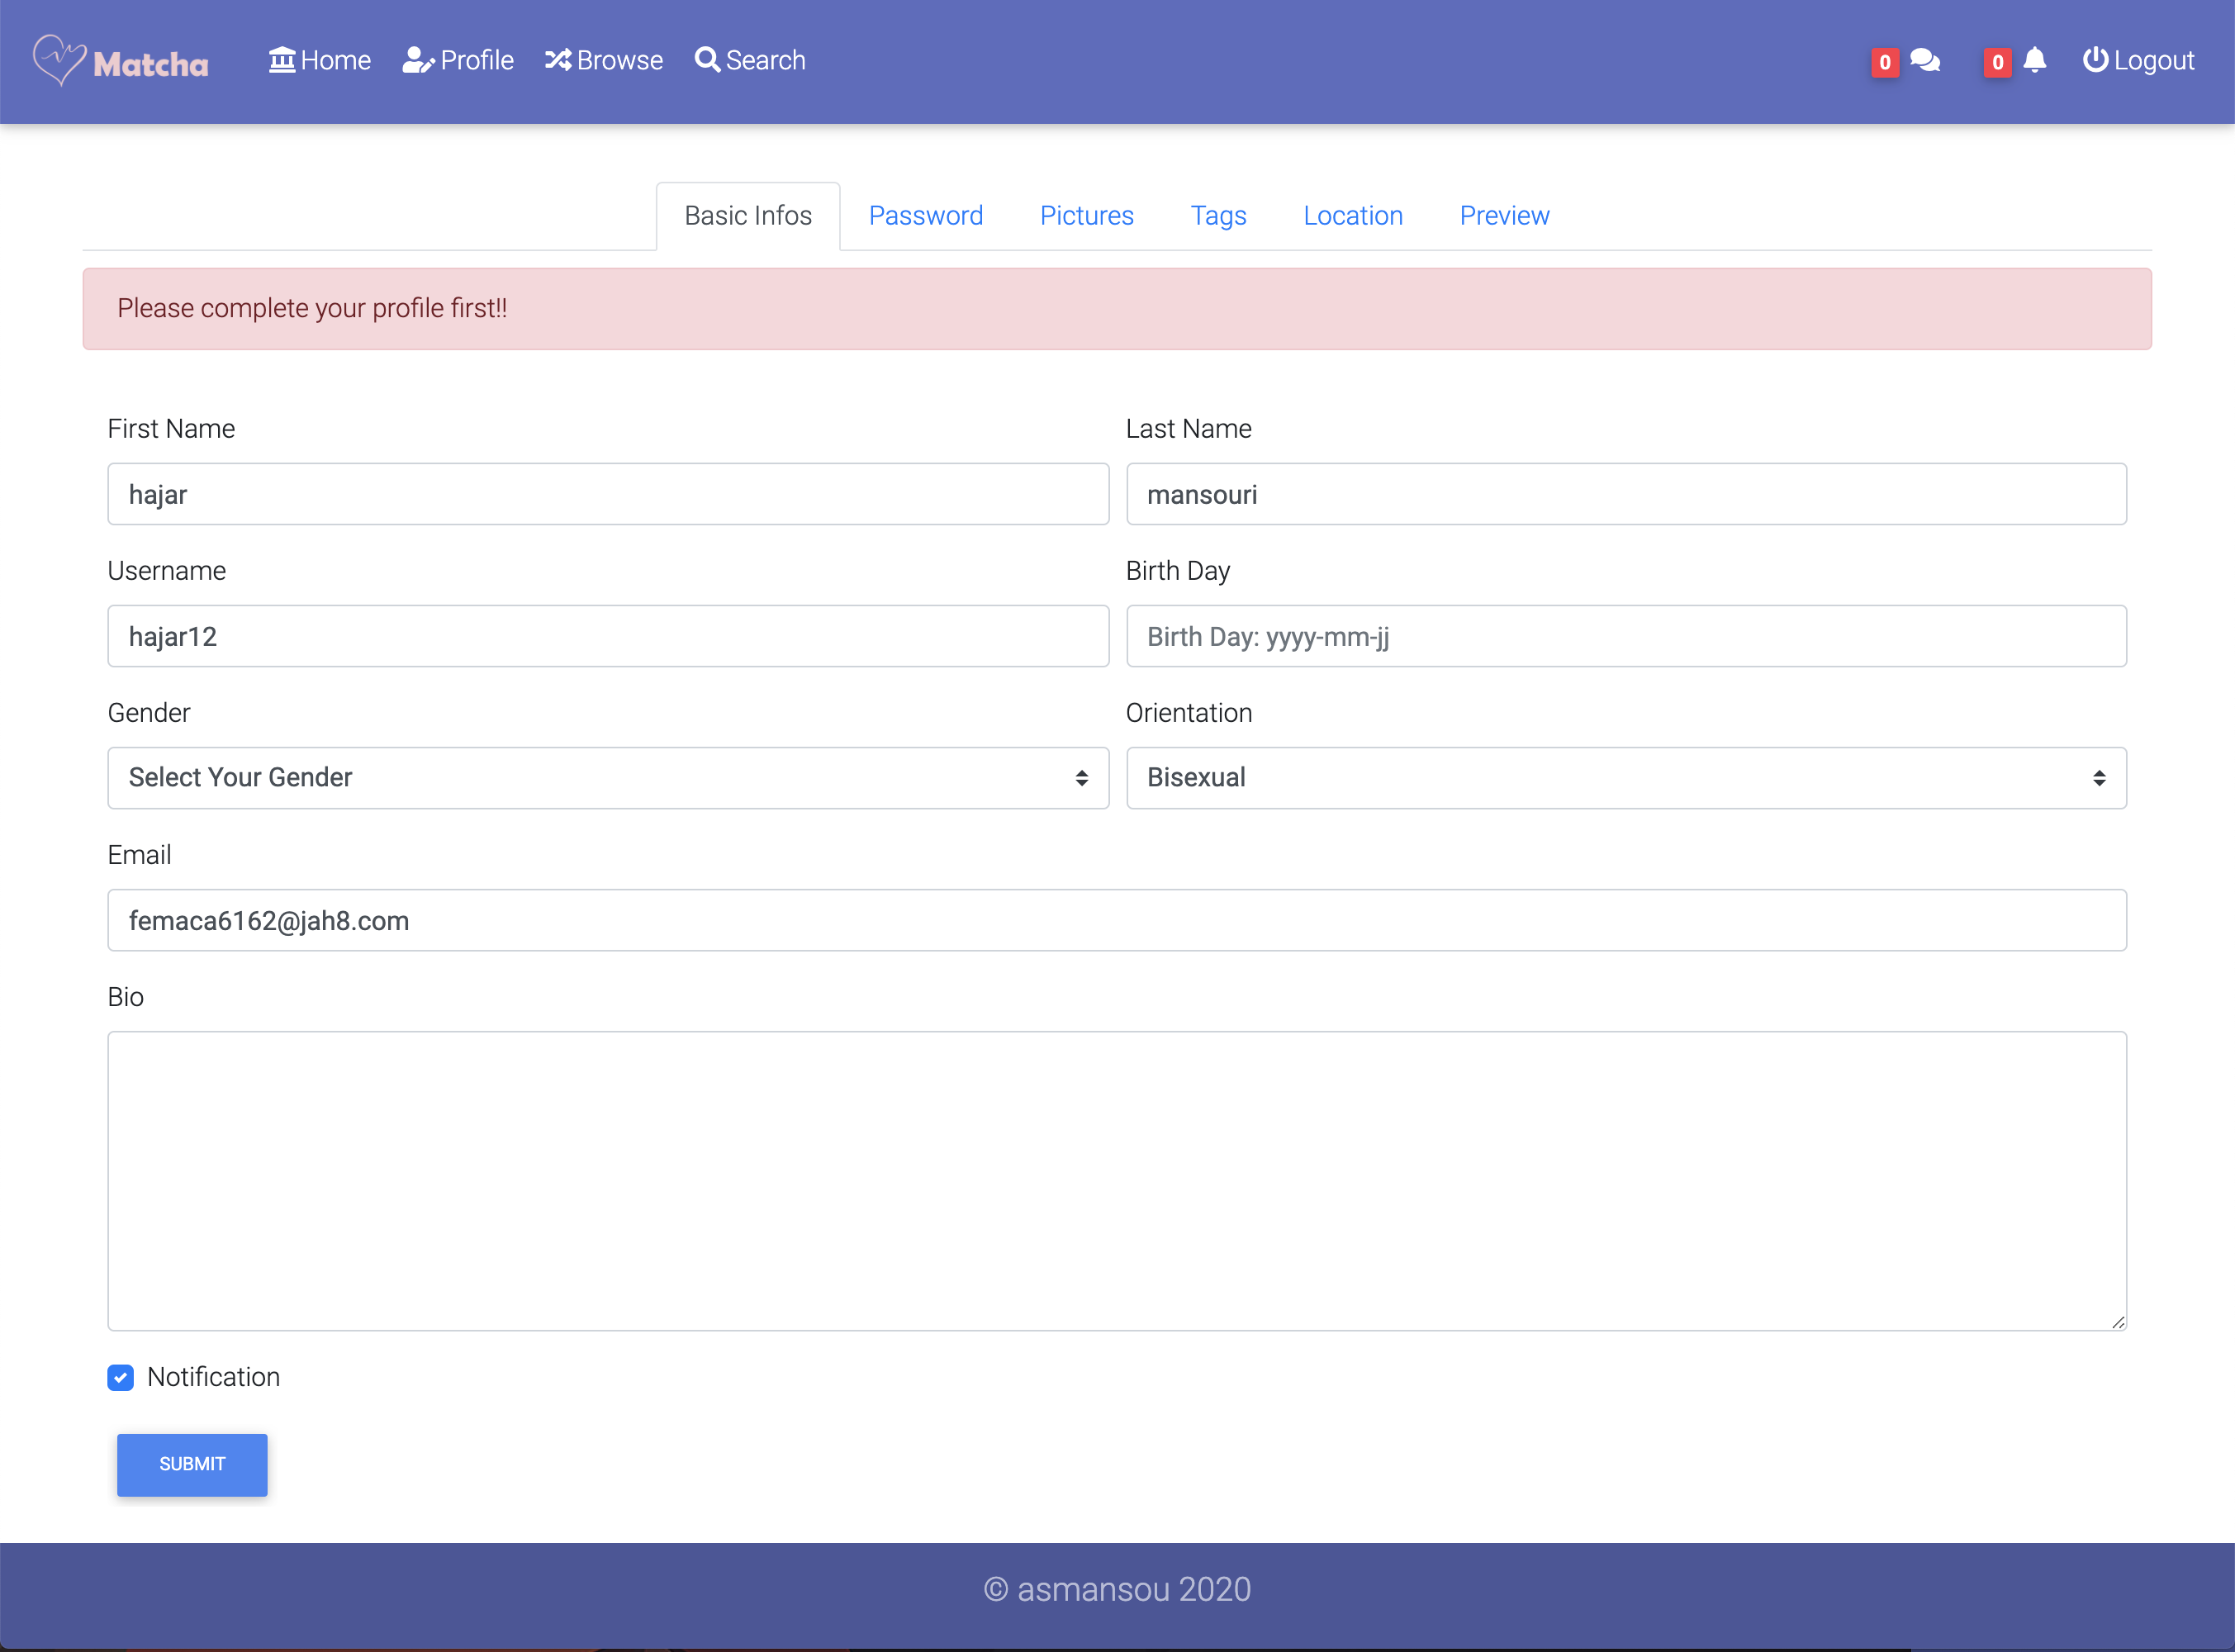 Matcha Home Profile Browse Search 0 0 Logout
Basic Infos Password Pictures Tags Location Preview
Please complete your profile first!!
First Name Last Name
hajar mansouri
Username Birth Day
hajar12 Birth Day: yyyy-mm-jj
Gender Orientation
Select Your Gender Bisexual
Email
femaca6162@jah8.com
Bio
Notification
SUBMIT
© asmansou 2020